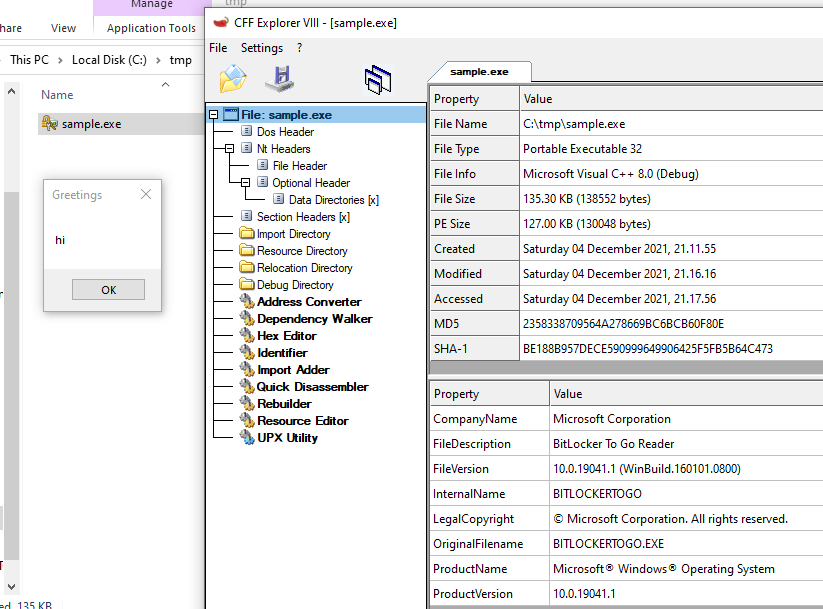 Manage
tmp
hare
View
Application Tools
This PC > Local Disk (C:) > tmp
Name
sample.exe
Greetings
hi
OK
ed 135 KB
CFF Explorer VIII - [sample.exe]
File Settings ?
File: sample.exe
Dos Header
Nt Headers
File Header
Optional Header
Data Directories [x]
Section Headers [x]
Import Directory
Resource Directory
Relocation Directory
Debug Directory
Address Converter
Dependency Walker
Hex Editor
Identifier
Import Adder
Quick Disassembler
Rebuilder
Resource Editor
UPX Utility
sample.exe
Property Value
File Name C:\tmp\sample.exe
File Type Portable Executable 32
File Info Microsoft Visual C++ 8.0 (Debug)
File Size 135.30 KB (138552 bytes)
PE Size 127.00 KB (130048 bytes)
Created Saturday 04 December 2021, 21.11.55
Modified Saturday 04 December 2021, 21.16.16
Accessed Saturday 04 December 2021, 21.17.56
MD5 2358338709564A278669BC6BCB60F80E
SHA-1 BE188B957DECE590999649906425F5FB5B64C473
Property Value
CompanyName Microsoft Corporation
FileDescription BitLocker To Go Reader
FileVersion 10.0.19041.1 (WinBuild.160101.0800)
InternalName BITLOCKERTOGO
LegalCopyright © Microsoft Corporation. All rights reserved.
OriginalFilename BITLOCKERTOGO.EXE
ProductName Microsoft® Windows® Operating System
ProductVersion 10.0.19041.1